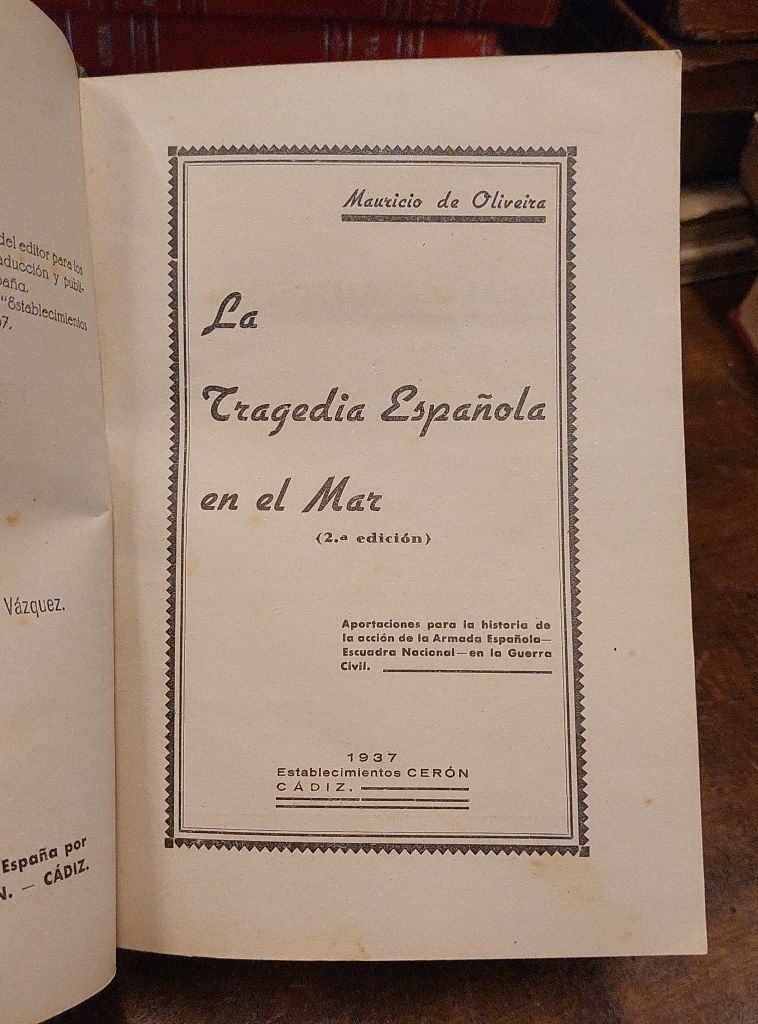 del editor para los
aducción y publi-
aña.
"Establecimientos
7.
Vázquez.
España por
N. — CÁDIZ.
Mauricio de Oliveira
La
Tragedia Española
en el Mar
(2.ª edición)
Aportaciones para la historia de
la acción de la Armada Española—
Escuadra Nacional—en la Guerra
Civil.
1937
Establecimientos CERÓN
CÁDIZ.